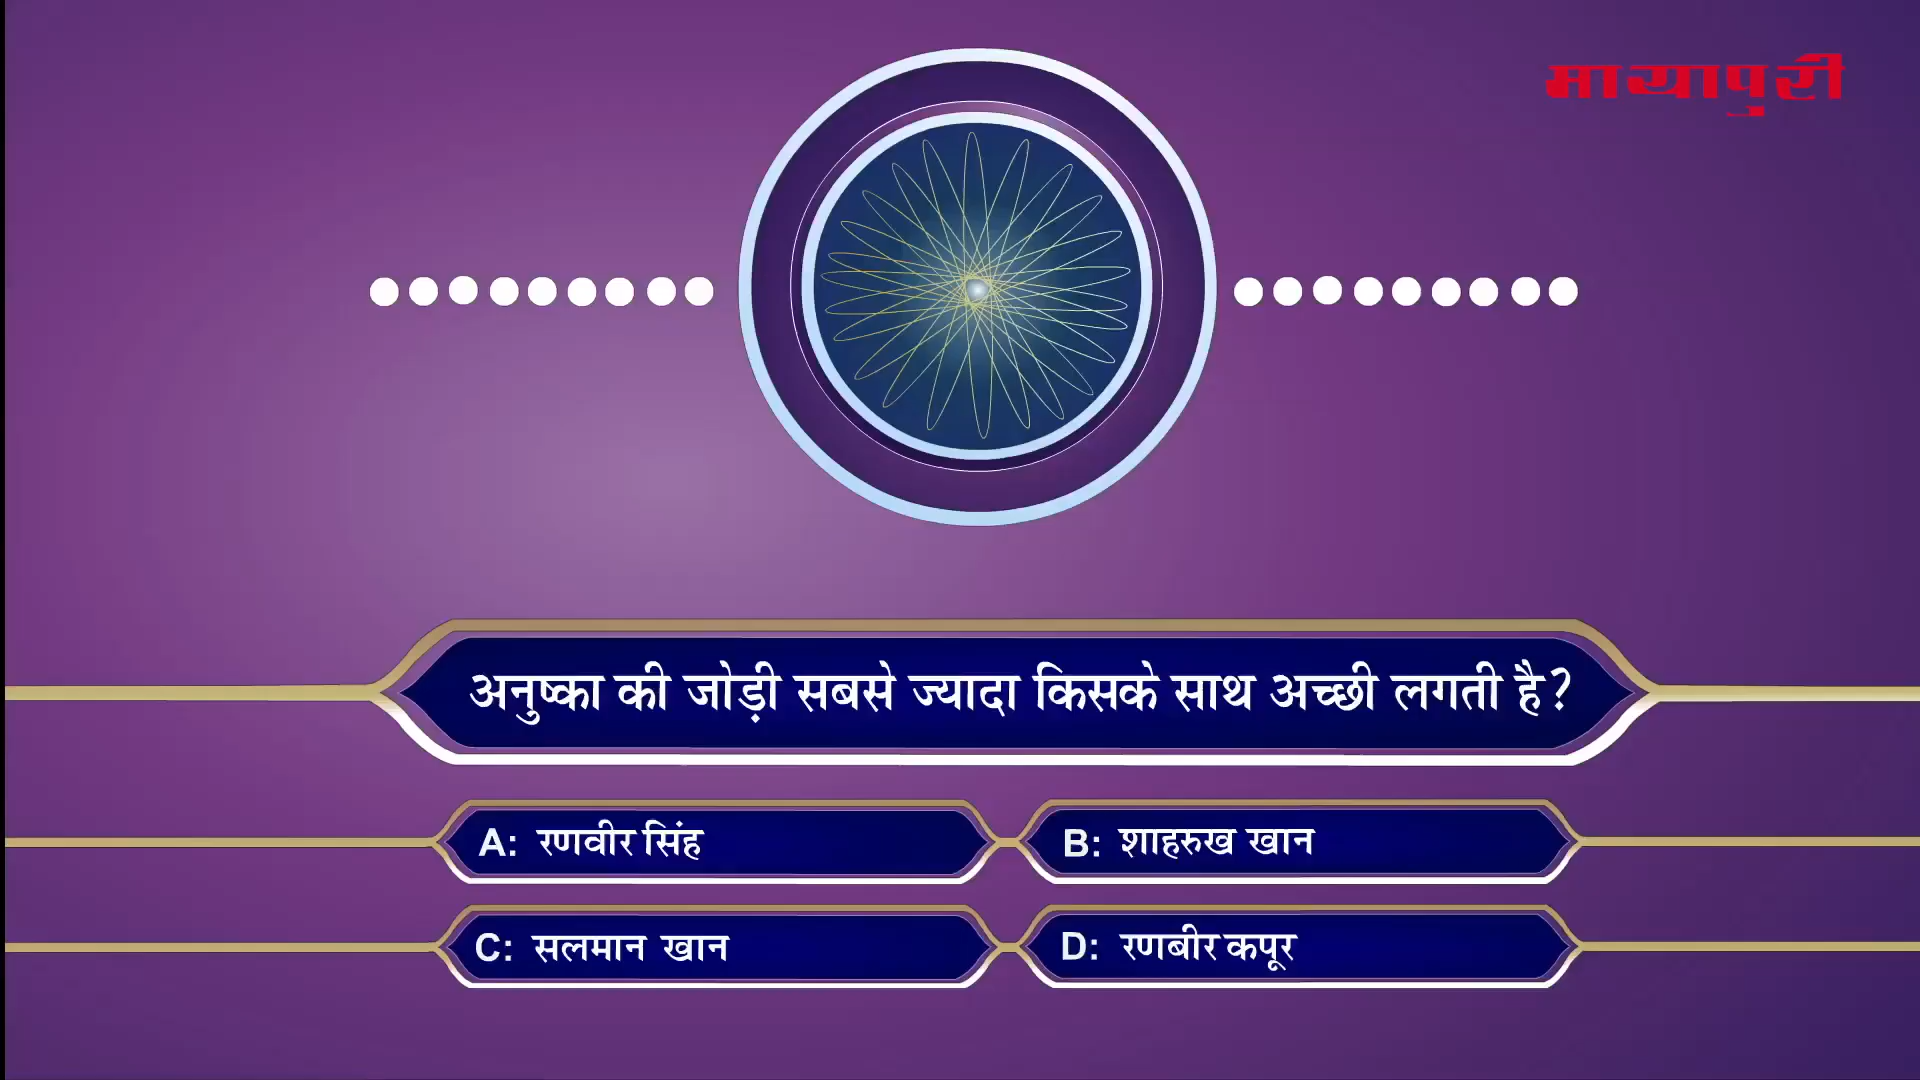 मायापुरी
अनुष्का की जोड़ी सबसे ज्यादा किसके साथ अच्छी लगती है?
A: रणवीर सिंह
B: शाहरुख खान
C: सलमान खान
D: रणबीर कपूर